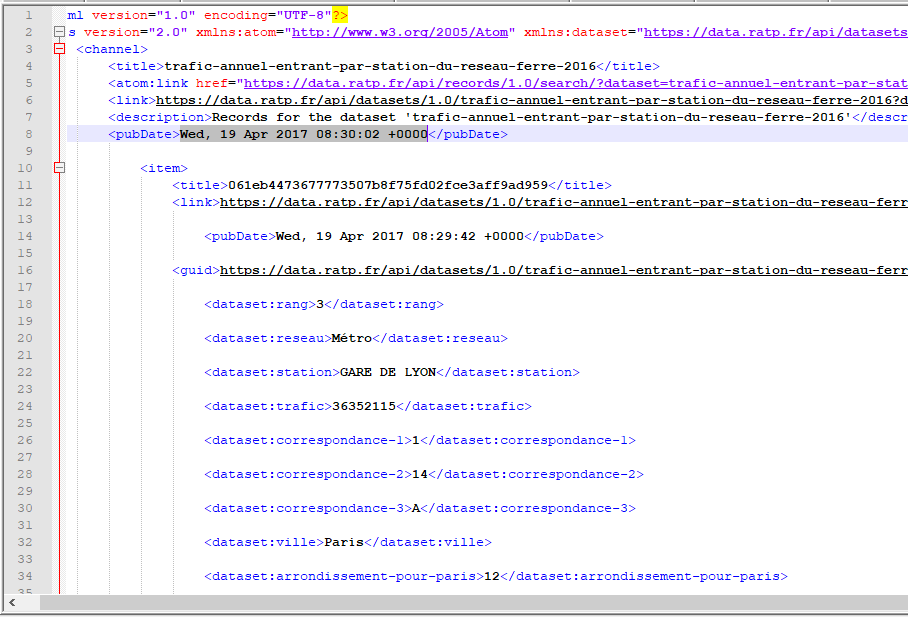 1 ml version="1.0" encoding="UTF-8"?>
2 s version="2.0" xmlns:atom="http://www.w3.org/2005/Atom" xmlns:dataset="https://data.ratp.fr/api/datasets
3 <channel>
4 <title>trafic-annuel-entrant-par-station-du-reseau-ferre-2016</title>
5 <atom:link href="https://data.ratp.fr/api/records/1.0/search/?dataset=trafic-annuel-entrant-par-stat
6 <link>https://data.ratp.fr/api/datasets/1.0/trafic-annuel-entrant-par-station-du-reseau-ferre-2016?d
7 <description>Records for the dataset 'trafic-annuel-entrant-par-station-du-reseau-ferre-2016'</descr
8 <pubDate>Wed, 19 Apr 2017 08:30:02 +0000</pubDate>
9
10 <item>
11 <title>061eb4473677773507b8f75fd02fce3aff9ad959</title>
12 <link>https://data.ratp.fr/api/datasets/1.0/trafic-annuel-entrant-par-station-du-reseau-ferr
13
14 <pubDate>Wed, 19 Apr 2017 08:29:42 +0000</pubDate>
15
16 <guid>https://data.ratp.fr/api/datasets/1.0/trafic-annuel-entrant-par-station-du-reseau-ferr
17
18 <dataset:rang>3</dataset:rang>
19
20 <dataset:reseau>Métro</dataset:reseau>
21
22 <dataset:station>GARE DE LYON</dataset:station>
23
24 <dataset:trafic>36352115</dataset:trafic>
25
26 <dataset:correspondance-1>1</dataset:correspondance-1>
27
28 <dataset:correspondance-2>14</dataset:correspondance-2>
29
30 <dataset:correspondance-3>A</dataset:correspondance-3>
31
32 <dataset:ville>Paris</dataset:ville>
33
34 <dataset:arrondissement-pour-paris>12</dataset:arrondissement-pour-paris>
35